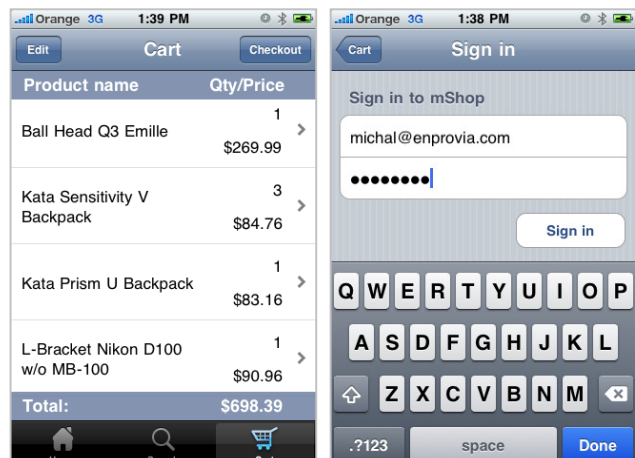 Orange 3G 1:39 PM
Edit Cart Checkout
Product name Qty/Price
Ball Head Q3 Emille 1
$269.99
Kata Sensitivity V Backpack 3
$84.76
Kata Prism U Backpack 1
$83.16
L-Bracket Nikon D100 w/o MB-100 1
$90.96
Total: $698.39
Orange 3G 1:38 PM
Cart Sign in
Sign in to mShop
michal@enprovia.com
Sign in
Q W E R T Y U I O P
A S D F G H J K L
Z X C V B N M
.?123 space Done